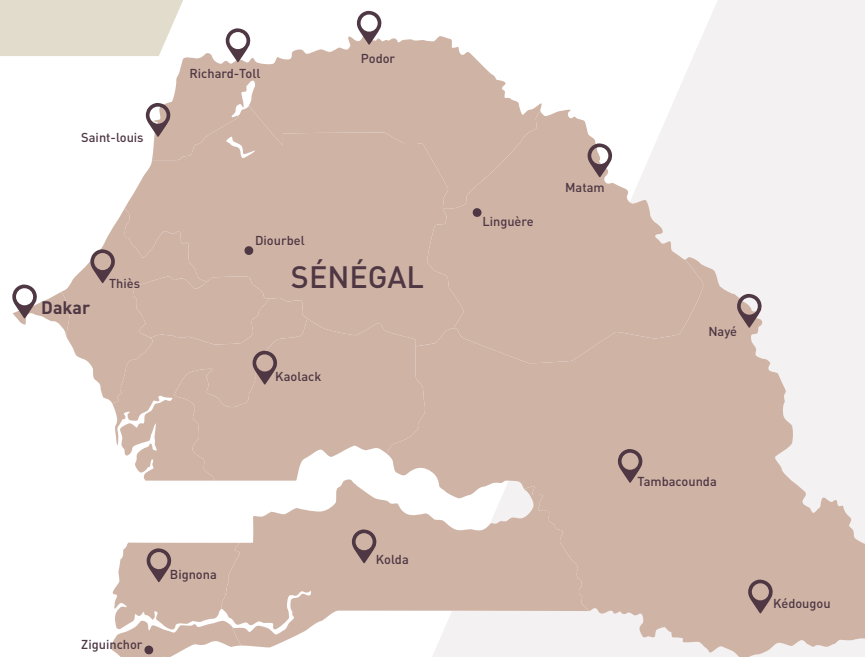 Podor
Richard-Toll
Saint-louis
Matam
Linguère
Diourbel
SÉNÉGAL
Thiès
Dakar
Nayé
Kaolack
Tambacounda
Kolda
Bignona
Kédougou
Ziguinchor